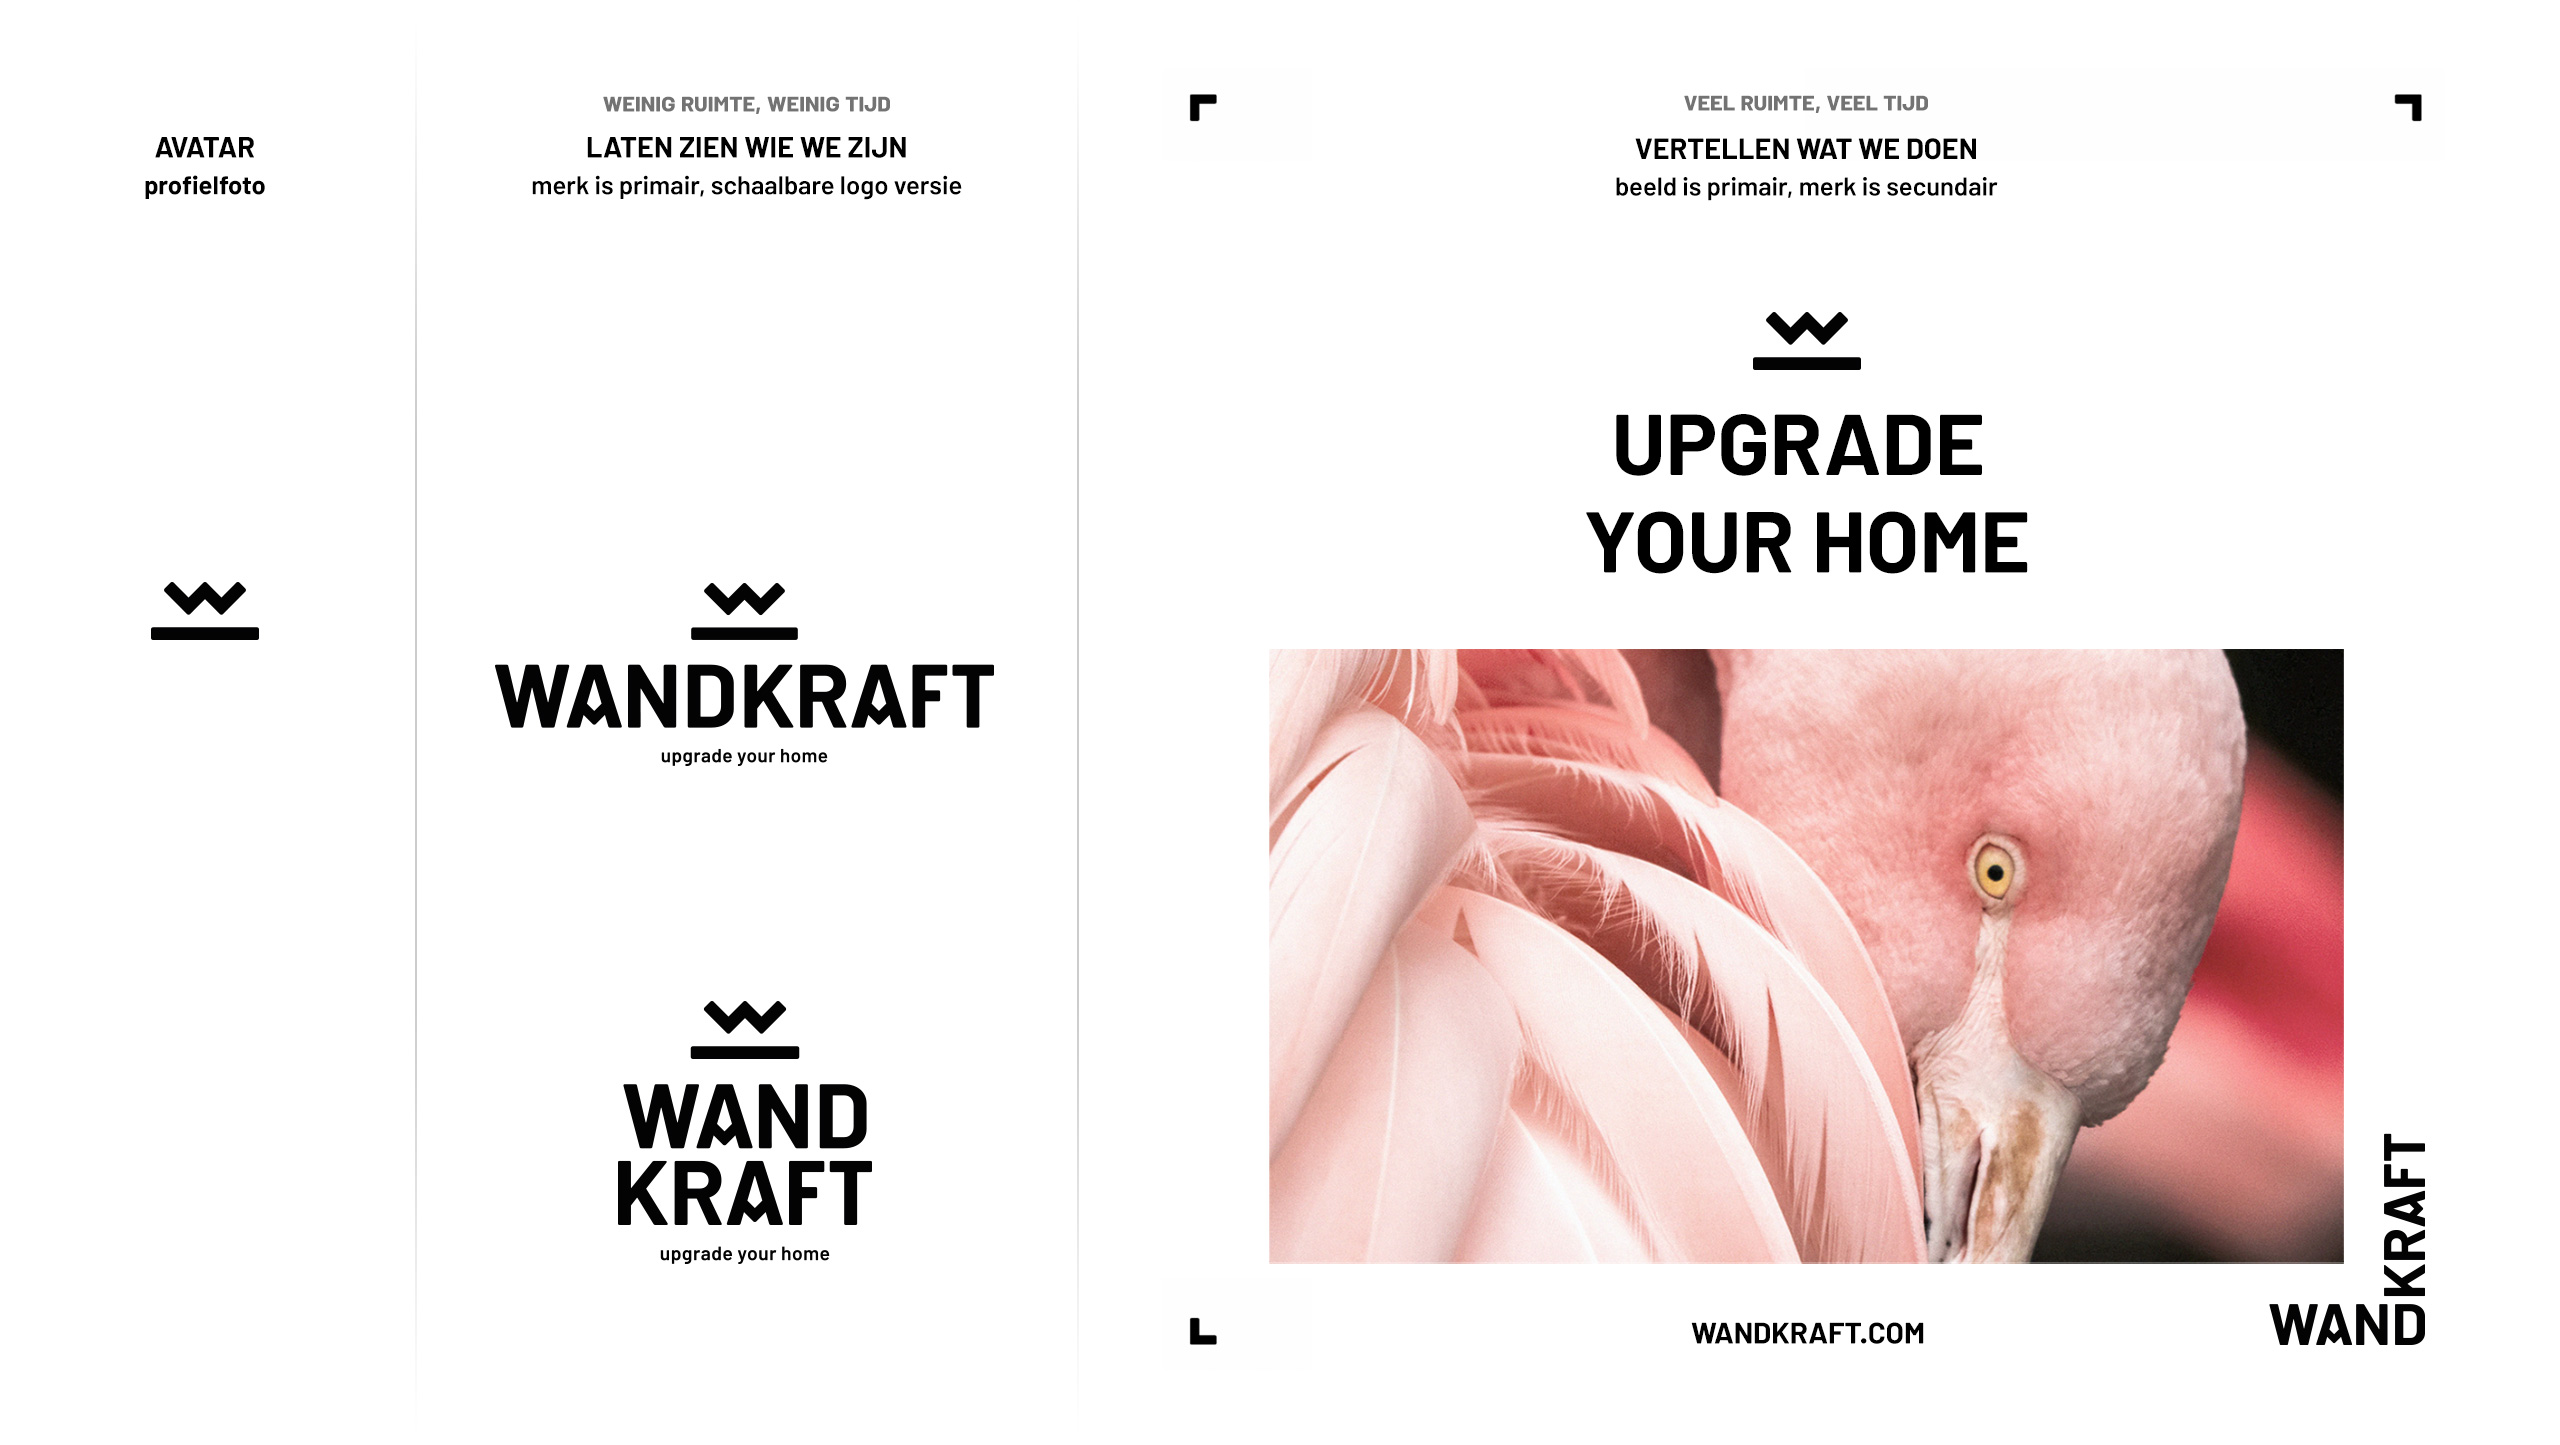 AVATAR
profielfoto
WEINIG RUIMTE, WEINIG TIJD
LATEN ZIEN WIE WE ZIJN
merk is primair, schaalbare logo versie
WANDKRAFT
upgrade your home
WAND
KRAFT
upgrade your home
VEEL RUIMTE, VEEL TIJD
VERTELLEN WAT WE DOEN
beeld is primair, merk is secundair
UPGRADE
YOUR HOME
WANDKRAFT.COM
WAND
KRAFT